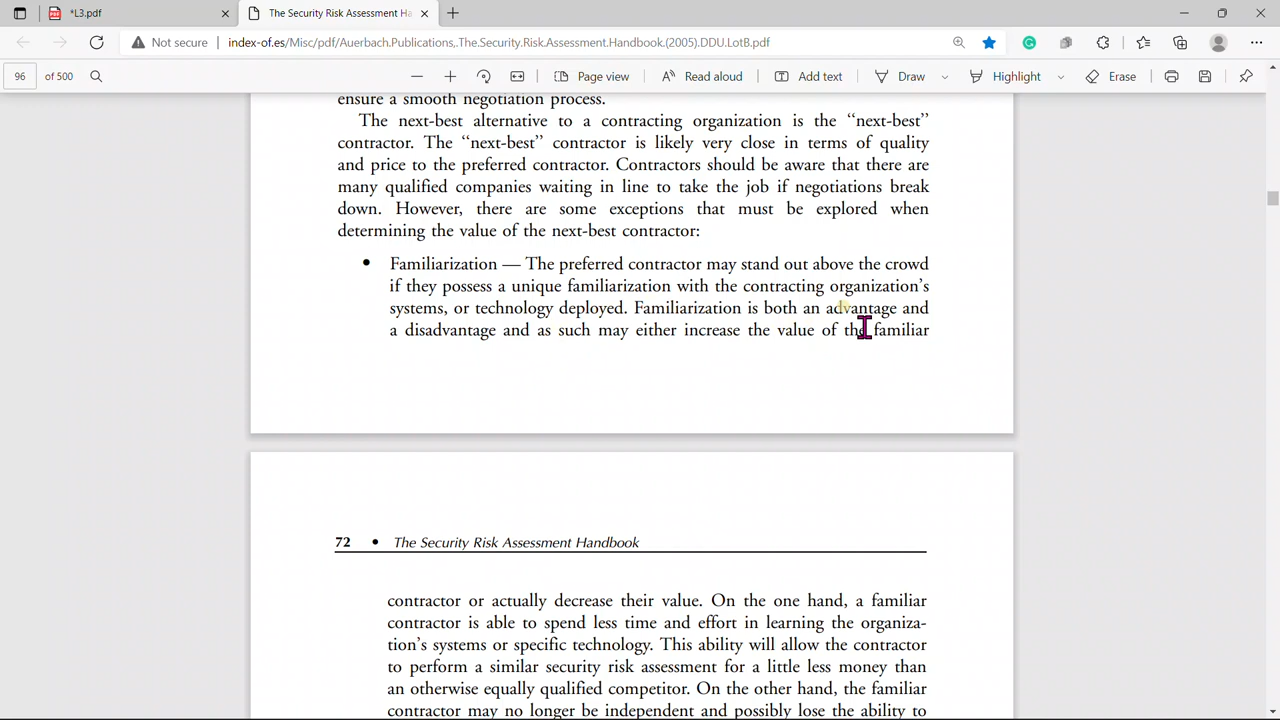 *L3.pdf
The Security Risk Assessment Ha
Not secure
index-of.es/Misc/pdf/Auerbach.Publications,.The.Security.Risk.Assessment.Handbook.(2005).DDU.LotB.pdf
96 of 500
Page view
Read aloud
Add text
Draw
Highlight
Erase
ensure a smooth negotiation process.
The next-best alternative to a contracting organization is the ‘‘next-best’’
contractor. The ‘‘next-best’’ contractor is likely very close in terms of quality
and price to the preferred contractor. Contractors should be aware that there are
many qualified companies waiting in line to take the job if negotiations break
down. However, there are some exceptions that must be explored when
determining the value of the next-best contractor:
• Familiarization — The preferred contractor may stand out above the crowd
if they possess a unique familiarization with the contracting organization’s
systems, or technology deployed. Familiarization is both an advantage and
a disadvantage and as such may either increase the value of the familiar
72 • The Security Risk Assessment Handbook
contractor or actually decrease their value. On the one hand, a familiar
contractor is able to spend less time and effort in learning the organiza-
tion’s systems or specific technology. This ability will allow the contractor
to perform a similar security risk assessment for a little less money than
an otherwise equally qualified competitor. On the other hand, the familiar
contractor may no longer be independent and possibly lose the ability to